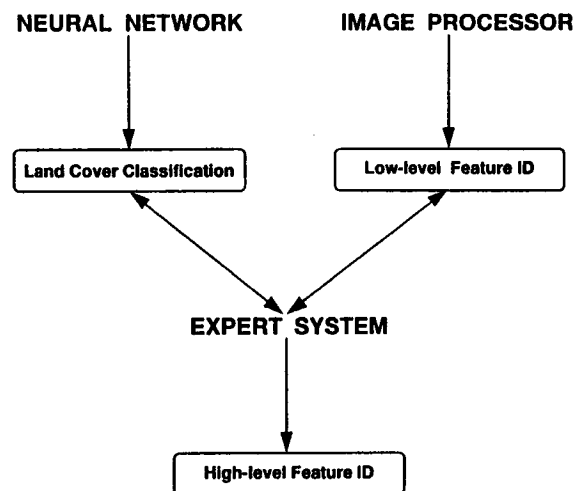 NEURAL NETWORK
IMAGE PROCESSOR
Land Cover Classification
Low-level Feature ID
EXPERT SYSTEM
High-level Feature ID